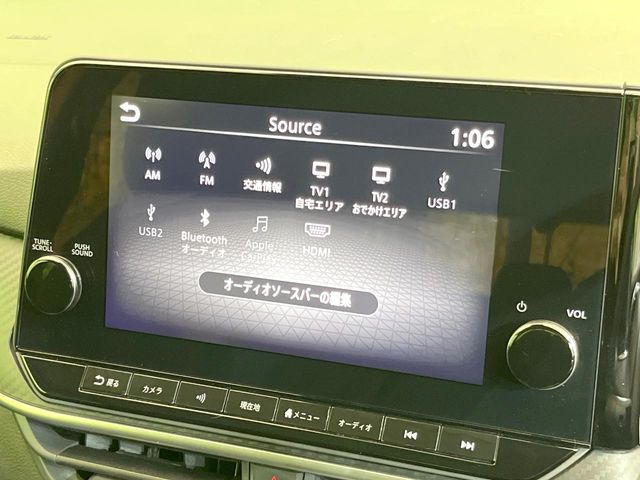 Source
1:06
AM
FM
交通情報
TV1
自宅エリア
TV2
おでかけエリア
USB1
USB2
Bluetooth
オーディオ
Apple
CarPlay
HDMI
オーディオソースバーの編集
TUNE・
SCROLL
PUSH
SOUND
VOL
戻る
カメラ
現在地
メニュー
オーディオ